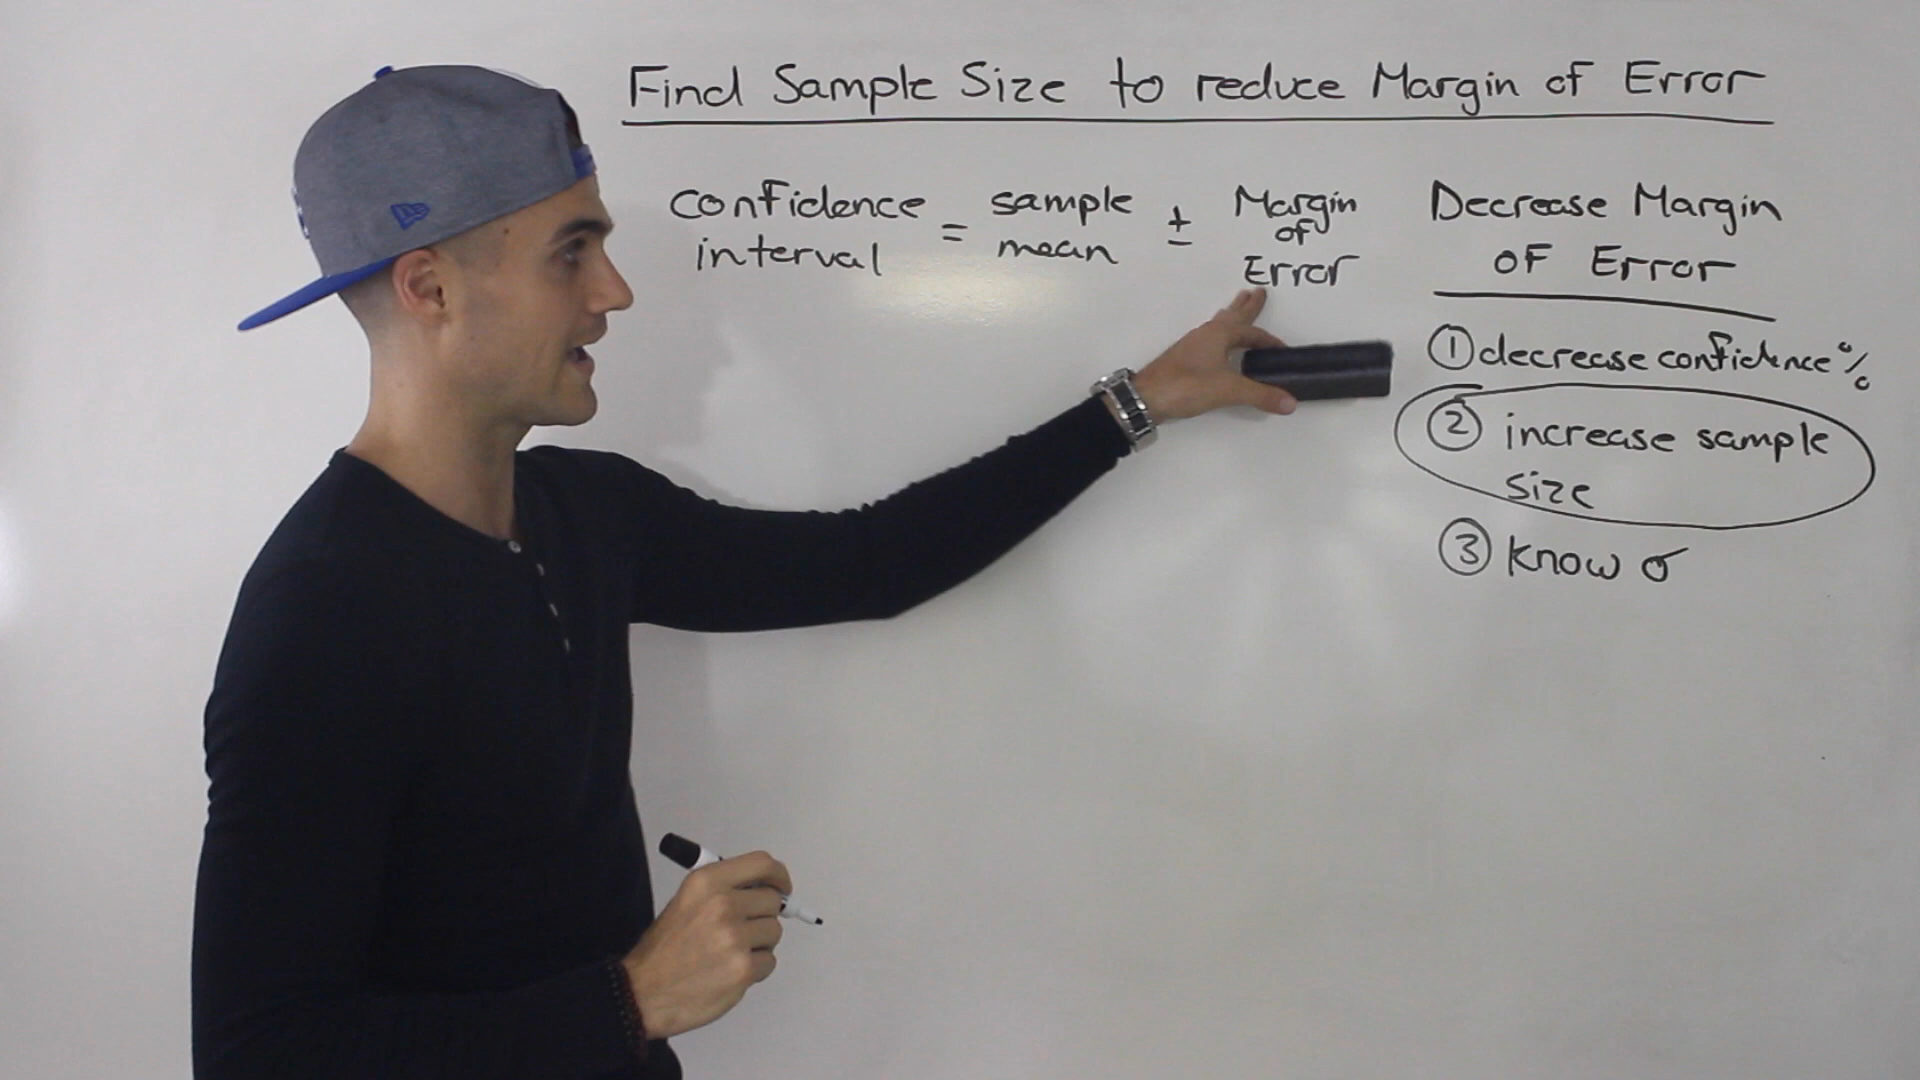 Find Sample Size to reduce Margin of Error
confidence interval = sample mean ± Margin of Error
Decrease Margin
of Error
① decrease confidence %
② increase sample
size
③ know σ